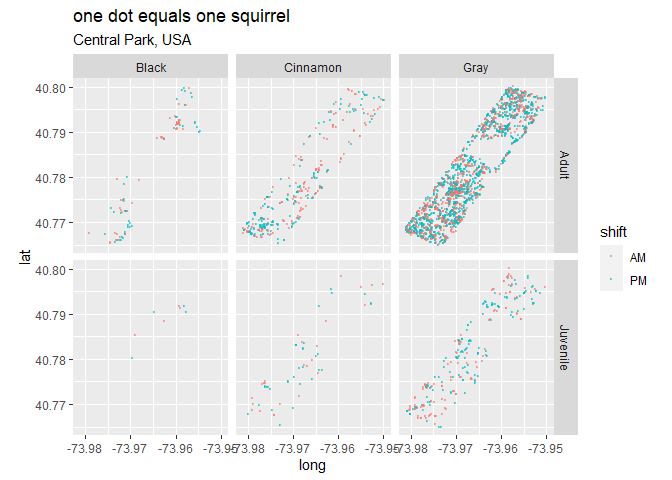 one dot equals one squirrel
Central Park, USA
Black Cinnamon Gray
40.80
40.79
40.78
40.77
Adult
lat
40.80
40.79
40.78
40.77
Juvenile
shift
AM
PM
-73.98 -73.97 -73.96 -73.95 -73.98 -73.97 -73.96 -73.95 -73.98 -73.97 -73.96 -73.95
long